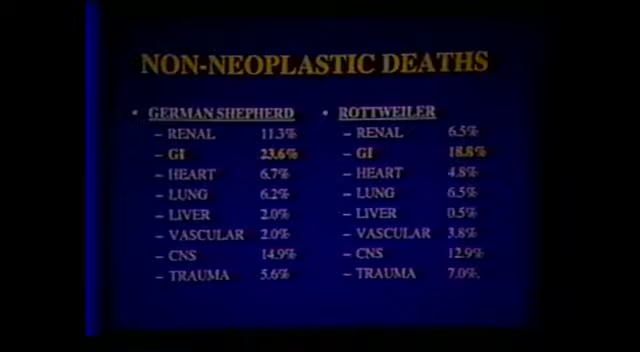 NON-NEOPLASTIC DEATHS
• GERMAN SHEPHERD
– RENAL 11.3%
– GI 23.6%
– HEART 6.7%
– LUNG 6.2%
– LIVER 2.0%
– VASCULAR 2.0%
– CNS 14.9%
– TRAUMA 5.6%
• ROTTWEILER
– RENAL 6.5%
– GI 18.8%
– HEART 4.8%
– LUNG 6.5%
– LIVER 0.5%
– VASCULAR 3.8%
– CNS 12.9%
– TRAUMA 7.0%